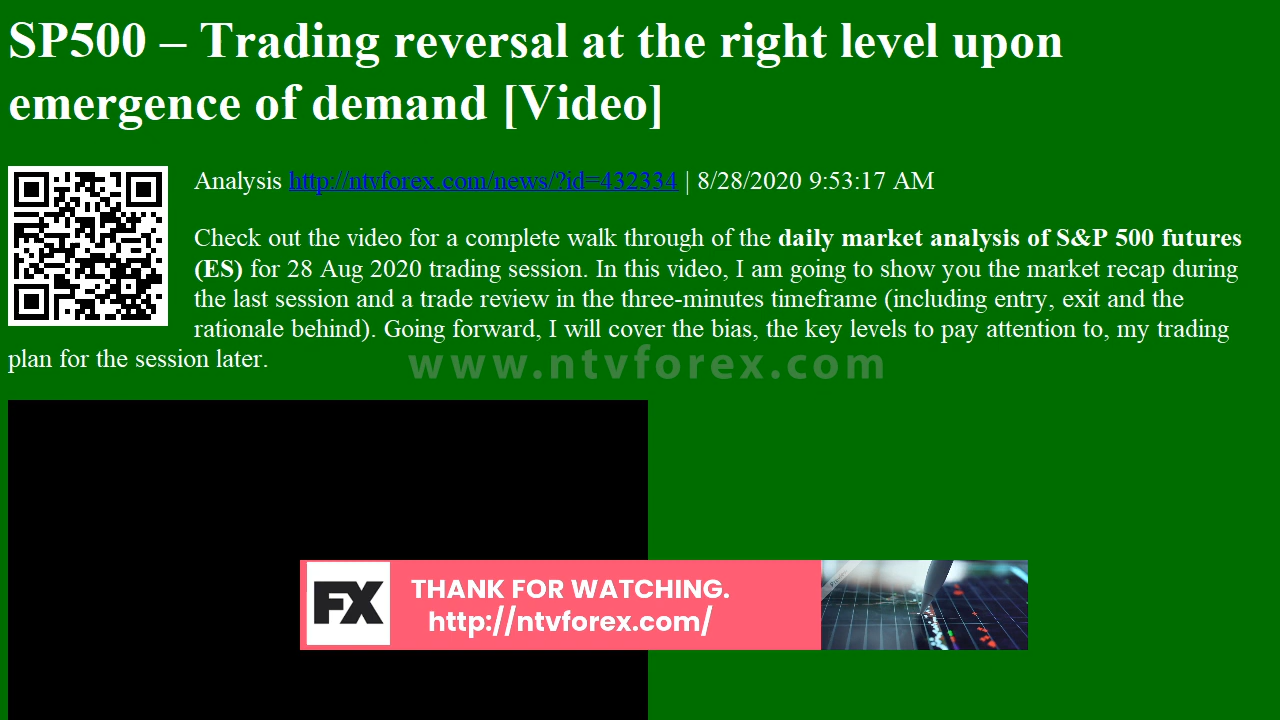 SP500 – Trading reversal at the right level upon
emergence of demand [Video]
Analysis http://ntvforex.com/news/?id=432334 | 8/28/2020 9:53:17 AM
Check out the video for a complete walk through of the daily market analysis of S&P 500 futures
(ES) for 28 Aug 2020 trading session. In this video, I am going to show you the market recap during
the last session and a trade review in the three-minutes timeframe (including entry, exit and the
rationale behind). Going forward, I will cover the bias, the key levels to pay attention to, my trading
plan for the session later.
www.ntvforex.com
FX
THANK FOR WATCHING.
http://ntvforex.com/